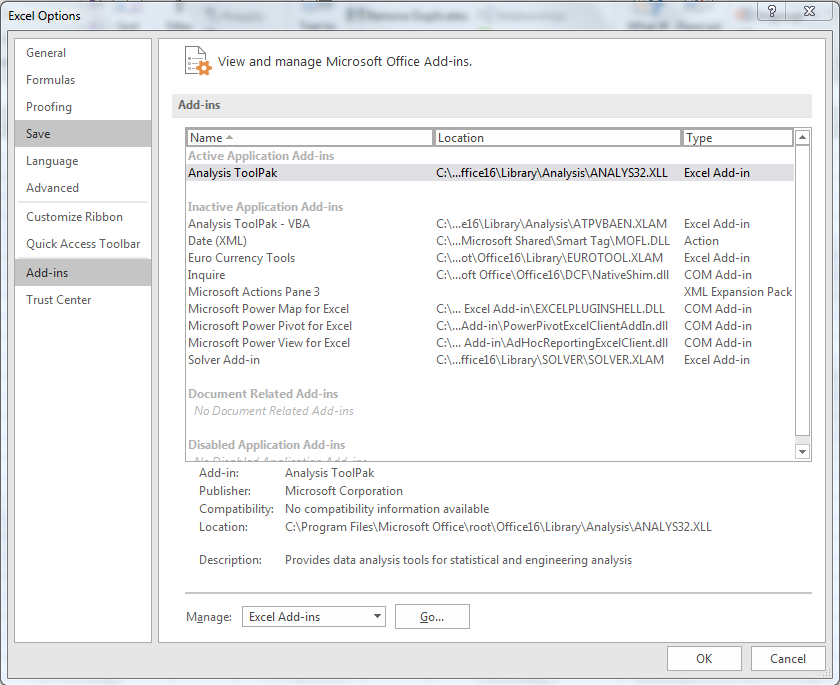 Excel Options
General
Formulas
Proofing
Save
Language
Advanced
Customize Ribbon
Quick Access Toolbar
Add-ins
Trust Center
View and manage Microsoft Office Add-ins.
Add-ins
Name Location Type
Active Application Add-ins
Analysis ToolPak C:\...ffice16\Library\Analysis\ANALYS32.XLL Excel Add-in
Inactive Application Add-ins
Analysis ToolPak - VBA C:\...e16\Library\Analysis\ATPVBAEN.XLAM Excel Add-in
Date (XML) C:\...Microsoft Shared\Smart Tag\MOFL.DLL Action
Euro Currency Tools C:\...ot\Office16\Library\EUROTOOL.XLAM Excel Add-in
Inquire C:\...oft Office\Office16\DCF\NativeShim.dll COM Add-in
Microsoft Actions Pane 3 XML Expansion Pack
Microsoft Power Map for Excel C:\... Excel Add-in\EXCELPLUGINSHELL.DLL COM Add-in
Microsoft Power Pivot for Excel C:\...Add-in\PowerPivotExcelClientAddIn.dll COM Add-in
Microsoft Power View for Excel C:\... Add-in\AdHocReportingExcelClient.dll COM Add-in
Solver Add-in C:\...ffice16\Library\SOLVER\SOLVER.XLAM Excel Add-in
Document Related Add-ins
No Document Related Add-ins
Disabled Application Add-ins
No Disabled Application Add-ins
Add-in: Analysis ToolPak
Publisher: Microsoft Corporation
Compatibility: No compatibility information available
Location: C:\Program Files\Microsoft Office\root\Office16\Library\Analysis\ANALYS32.XLL
Description: Provides data analysis tools for statistical and engineering analysis
Manage: Excel Add-ins Go...
OK Cancel